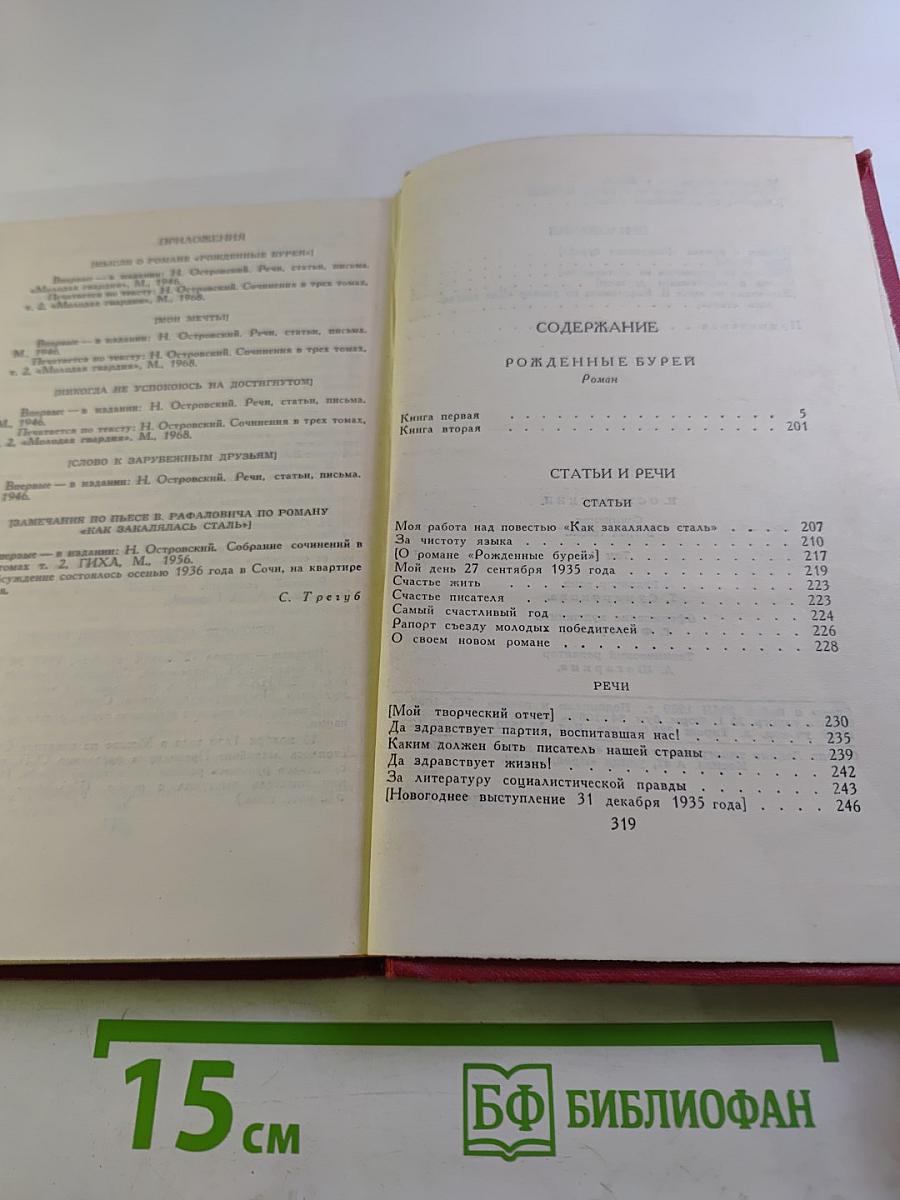 ПРИЛОЖЕНИЯ
[МЫСЛИ О РОМАНЕ «РОЖДЕННЫЕ БУРЕЙ»]
Впервые — в издании: Н. Островский. Речи, статьи, письма.
«Молодая гвардия», М., 1946.
Печатается по тексту: Н. Островский. Сочинения в трех томах,
т. 2, «Молодая гвардия», М., 1968.
[МОИ МЕЧТЫ]
Впервые — в издании: Н. Островский. Речи, статьи, письма.
М., 1946.
Печатается по тексту: Н. Островский. Сочинения в трех томах,
т. 2, «Молодая гвардия», М., 1968.
[НИКОГДА НЕ УСПОКОЮСЬ НА ДОСТИГНУТОМ]
Впервые — в издании: Н. Островский. Речи, статьи, письма.
М., 1946.
Печатается по тексту: Н. Островский. Сочинения в трех томах,
2, «Молодая гвардия», М., 1968.
[СЛОВО К ЗАРУБЕЖНЫМ ДРУЗЬЯМ]
Впервые — в издании: Н. Островский. Речи, статьи, письма.
1946.
[ЗАМЕЧАНИЯ ПО ПЬЕСЕ В. РАФАЛОВИЧА ПО РОМАНУ
«КАК ЗАКАЛЯЛАСЬ СТАЛЬ»]
первые — в издании: Н. Островский. Собрание сочинений в
томах т. 2, ГИХА, М., 1956.
суждение состоялось осенью 1936 года в Сочи, на квартире
С. Трегуб
СОДЕРЖАНИЕ
РОЖДЕННЫЕ БУРЕЙ
Роман
Книга первая . . . . . . . . . . . . . . . . 5
Книга вторая . . . . . . . . . . . . . . . . 201
СТАТЬИ И РЕЧИ
СТАТЬИ
Моя работа над повестью «Как закалялась сталь» . . . . 207
За чистоту языка . . . . . . . . . . . . . . 210
[О романе «Рожденные бурей»] . . . . . . . . . . 217
Мой день 27 сентября 1935 года . . . . . . . . . 219
Счастье жить . . . . . . . . . . . . . . . 223
Счастье писателя . . . . . . . . . . . . . . 223
Самый счастливый год . . . . . . . . . . . . 224
Рапорт съезду молодых победителей . . . . . . . . 226
О своем новом романе . . . . . . . . . . . . 228
РЕЧИ
[Мой творческий отчет] . . . . . . . . . . . . 230
Да здравствует партия, воспитавшая нас! . . . . . . 235
Каким должен быть писатель нашей страны . . . . . 239
Да здравствует жизнь! . . . . . . . . . . . . 242
За литературу социалистической правды . . . . . . 243
[Новогоднее выступление 31 декабря 1935 года] . . . . 246
319
15 см
БФ БИБЛИОФАН